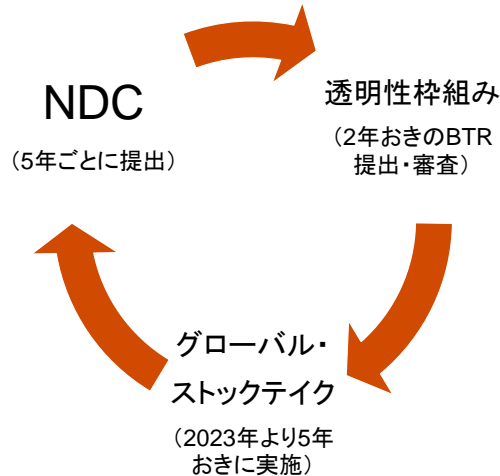 NDC
（5年ごとに提出）
透明性枠組み
（2年おきのBTR
提出・審査）
グローバル・
ストックテイク
（2023年より5年
おきに実施）